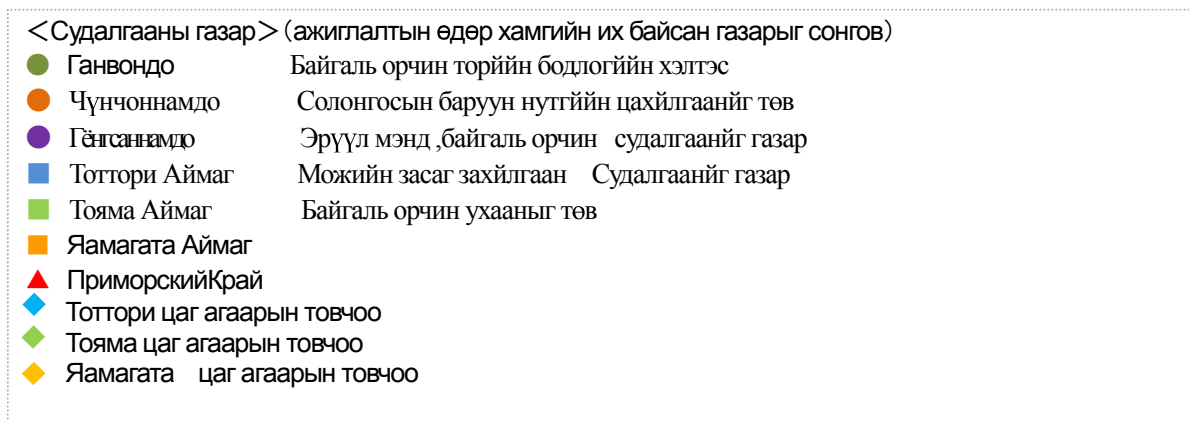 ＜Судалгааны газар＞（ажиглалтын өдөр хамгийн их байсан газарыг сонгов）
Ганвондо Байгаль орчин торийн бодлогийн хэлтэс
Чүнчоннамдо Солонгосын баруун нутгийн цахилгаанйг төв
Гёнгсаннамдо Эрүүл мэнд ,байгаль орчин судалгаанйг газар
Тоттори Аймаг Можийн засаг захйлгаан Судалгаанйг газар
Тояма Аймаг Байгаль орчин ухааныг төв
Яамагата Аймаг
ПриморскийКрай
Тоттори цаг агаарын товчоо
Тояма цаг агаарын товчоо
Яамагата цаг агаарын товчоо